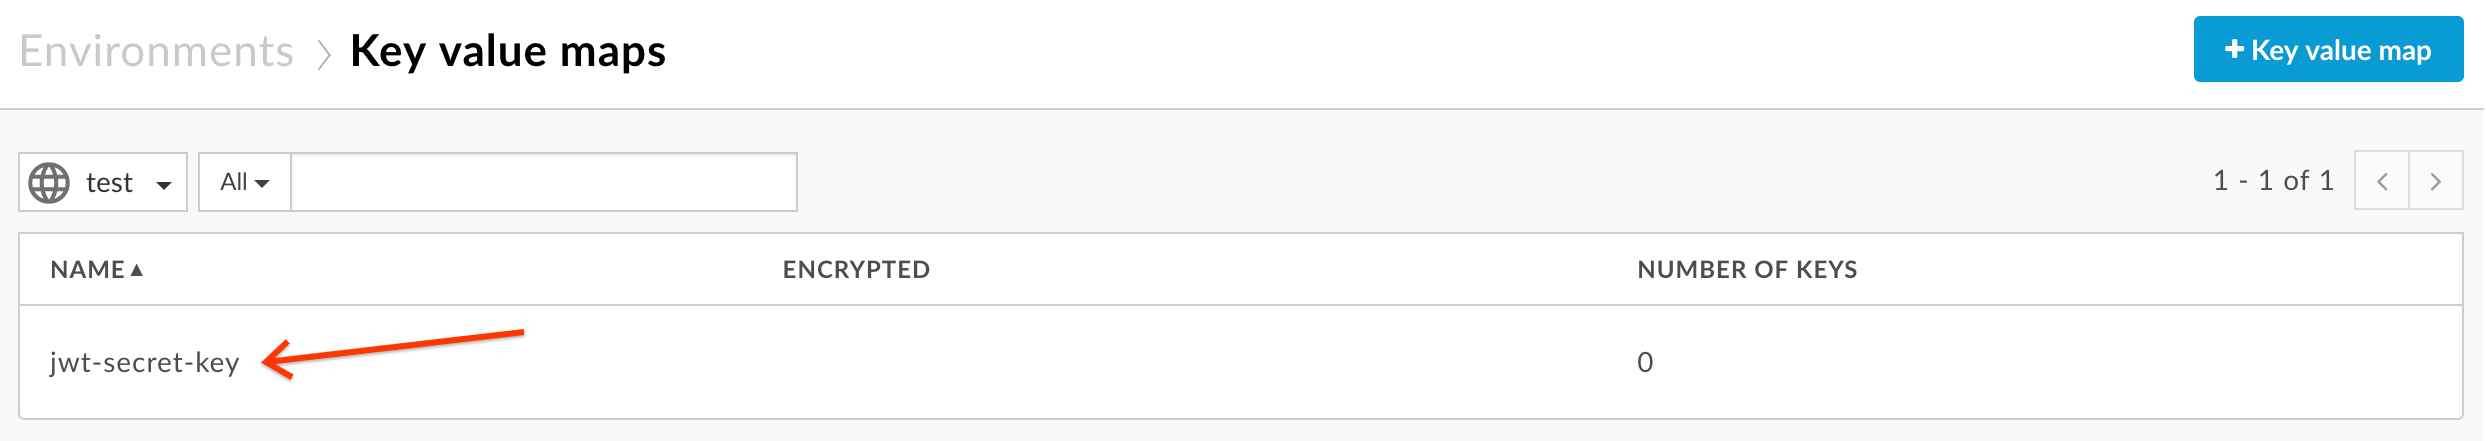 Environments > Key value maps
+ Key value map
test
All
1 - 1 of 1
NAME ▲ ENCRYPTED NUMBER OF KEYS
jwt-secret-key 0